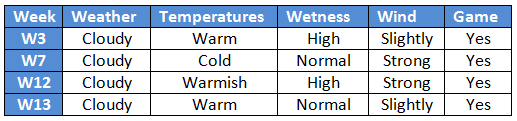 Week Weather Temperatures Wetness Wind Game
W3 Cloudy Warm High Slightly Yes
W7 Cloudy Cold Normal Strong Yes
W12 Cloudy Warmish High Strong Yes
W13 Cloudy Warm Normal Slightly Yes